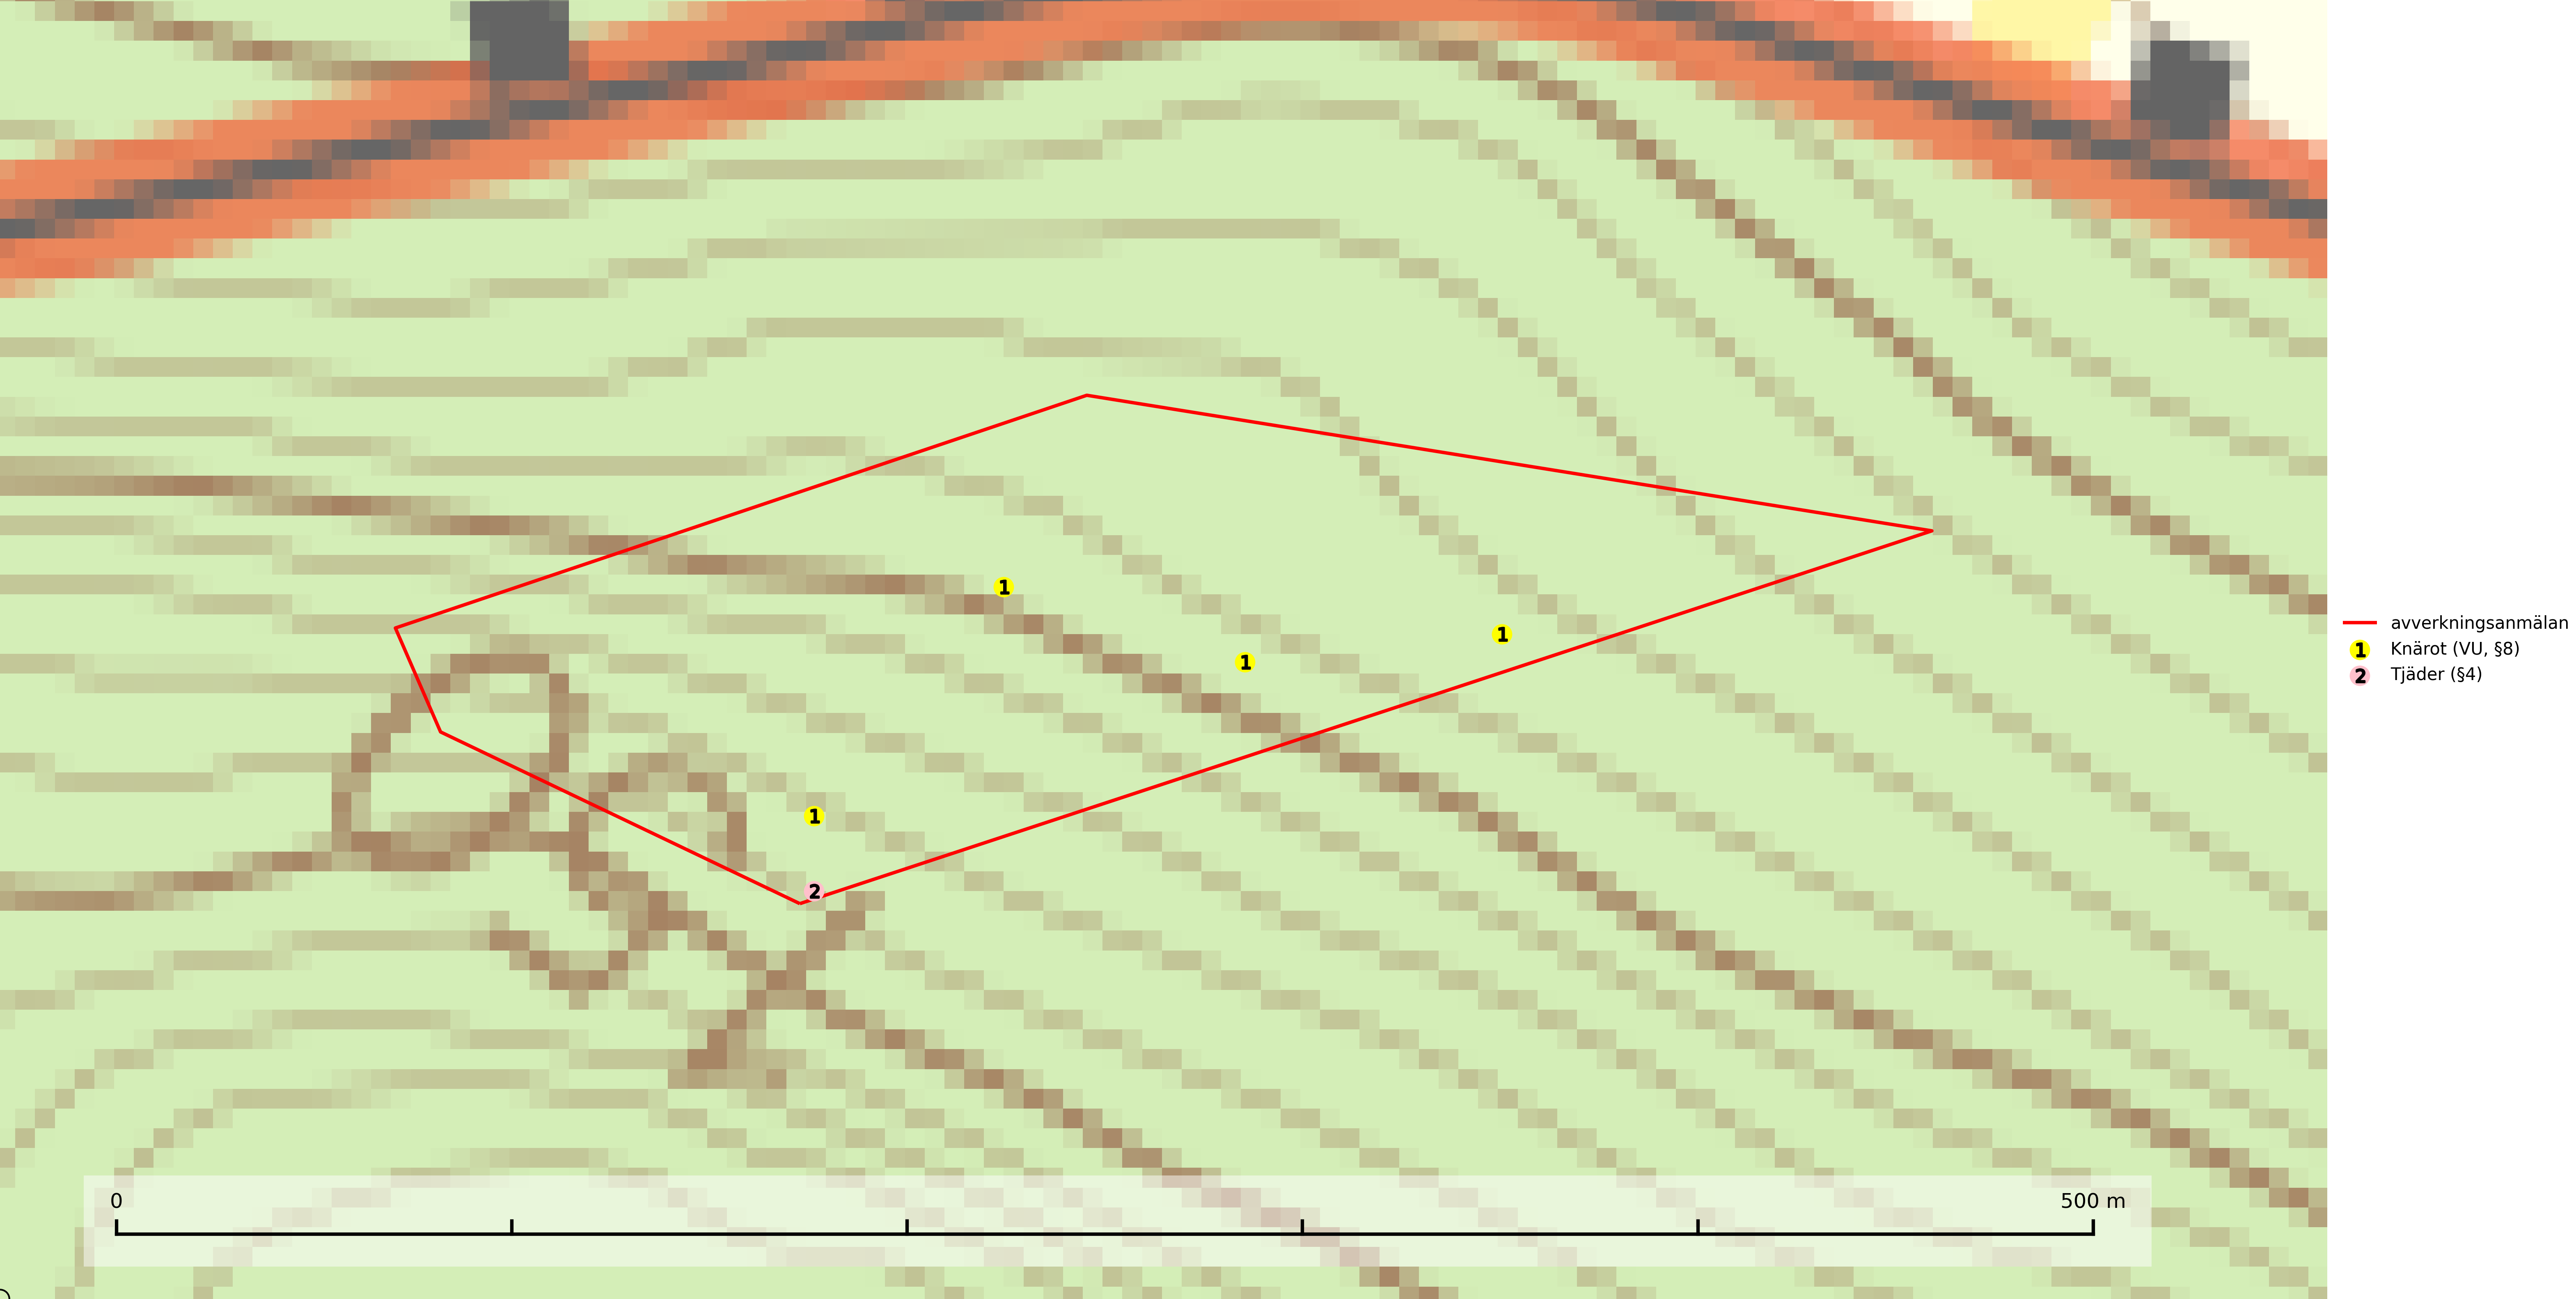 1
1
1
1
2
avverkningsanmälan
1 Knärot (VU, §8)
2 Tjäder (§4)
0 500 m